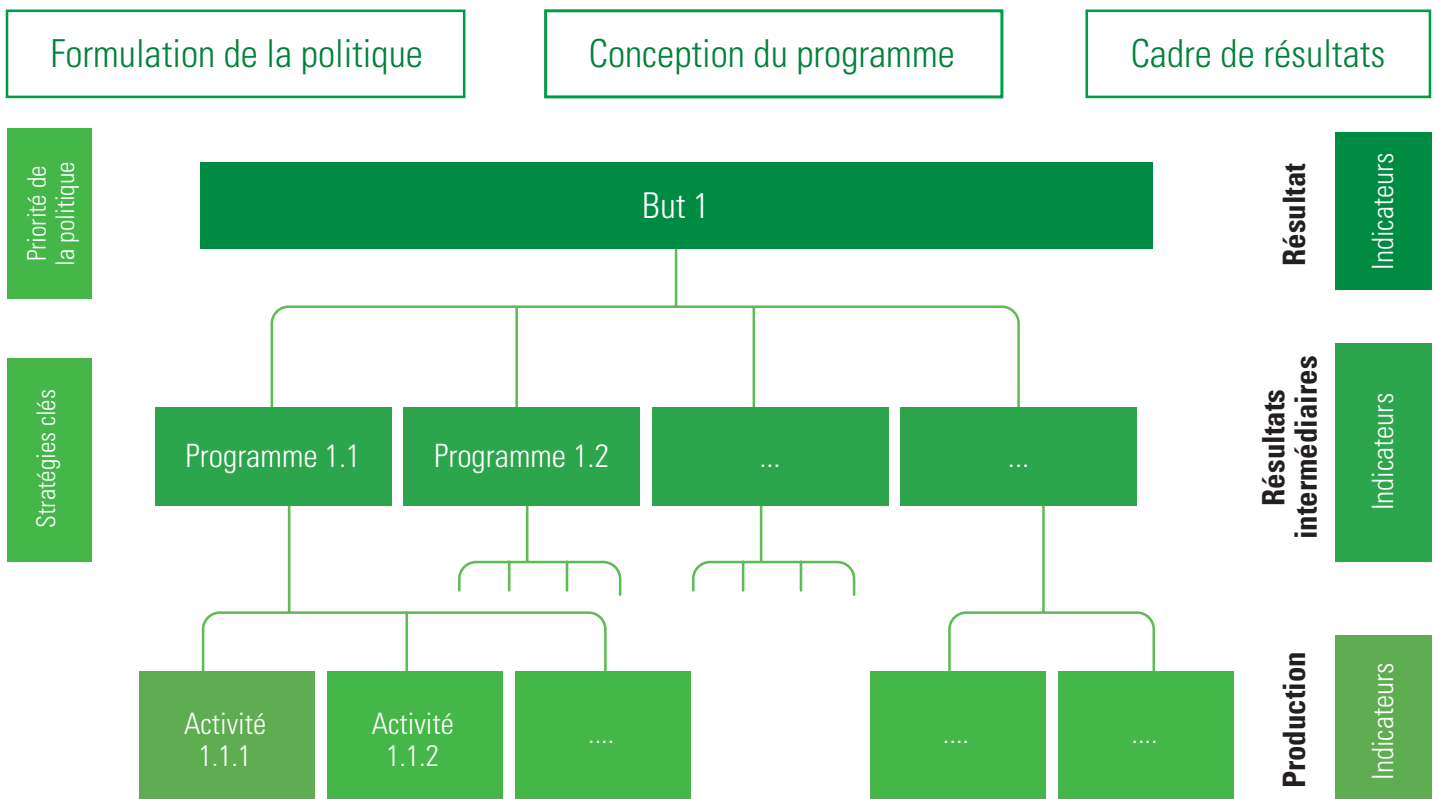 Formulation de la politique
Conception du programme
Cadre de résultats
Priorité de
la politique
But 1
Résultat
Indicateurs
Stratégies clés
Programme 1.1
Programme 1.2
...
...
Résultats
intermédiaires
Indicateurs
Activité
1.1.1
Activité
1.1.2
....
....
....
Production
Indicateurs